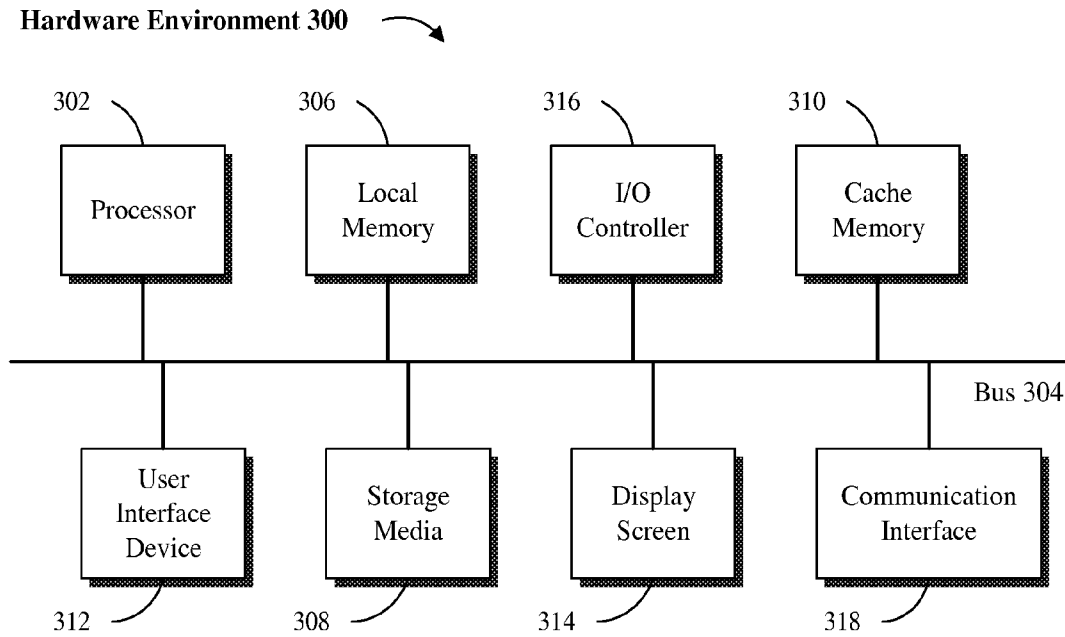 Hardware Environment 300
302
306
316
310
Processor
Local
Memory
I/O
Controller
Cache
Memory
Bus 304
User
Interface
Device
Storage
Media
Display
Screen
Communication
Interface
312
308
314
318